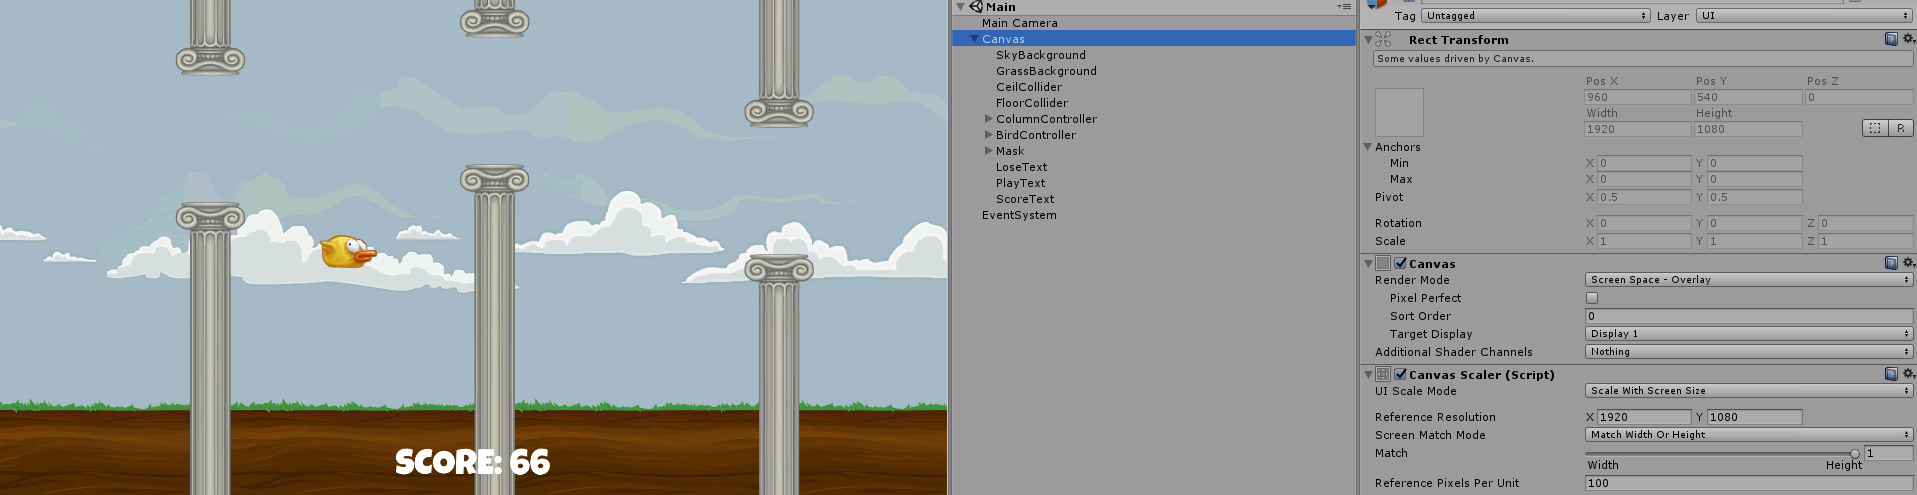 SCORE: 66
Main
Main Camera
Canvas
SkyBackground
GrassBackground
CeilCollider
FloorCollider
ColumnController
BirdController
Mask
LoseText
PlayText
ScoreText
EventSystem
Tag Untagged Layer UI
Rect Transform
Some values driven by Canvas.
Pos X Pos Y Pos Z
960 540 0
Width Height
1920 1080
R
Anchors
Min X 0 Y 0
Max X 0 Y 0
Pivot X 0.5 Y 0.5
Rotation X 0 Y 0 Z 0
Scale X 1 Y 1 Z 1
Canvas
Render Mode Screen Space - Overlay
Pixel Perfect
Sort Order 0
Target Display Display 1
Additional Shader Channels Nothing
Canvas Scaler (Script)
UI Scale Mode Scale With Screen Size
Reference Resolution X 1920 Y 1080
Screen Match Mode Match Width Or Height
Match 1
Width Height
Reference Pixels Per Unit 100